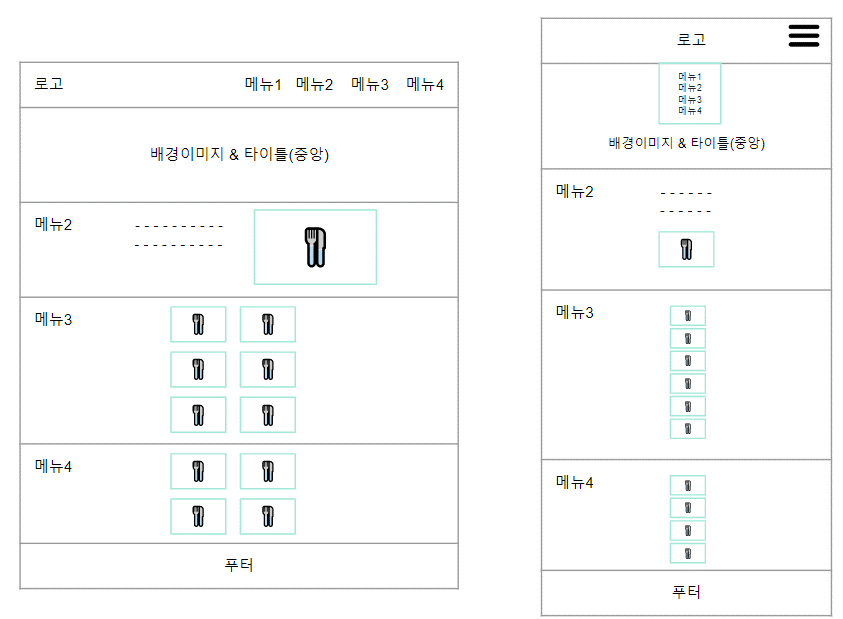 로고 메뉴1 메뉴2 메뉴3 메뉴4
배경이미지 & 타이틀(중앙)
메뉴2
- - - - - - - - - -
- - - - - - - - - -
메뉴3
메뉴4
푸터
로고
메뉴1
메뉴2
메뉴3
메뉴4
배경이미지 & 타이틀(중앙)
메뉴2
- - - - - -
- - - - - -
메뉴3
메뉴4
푸터